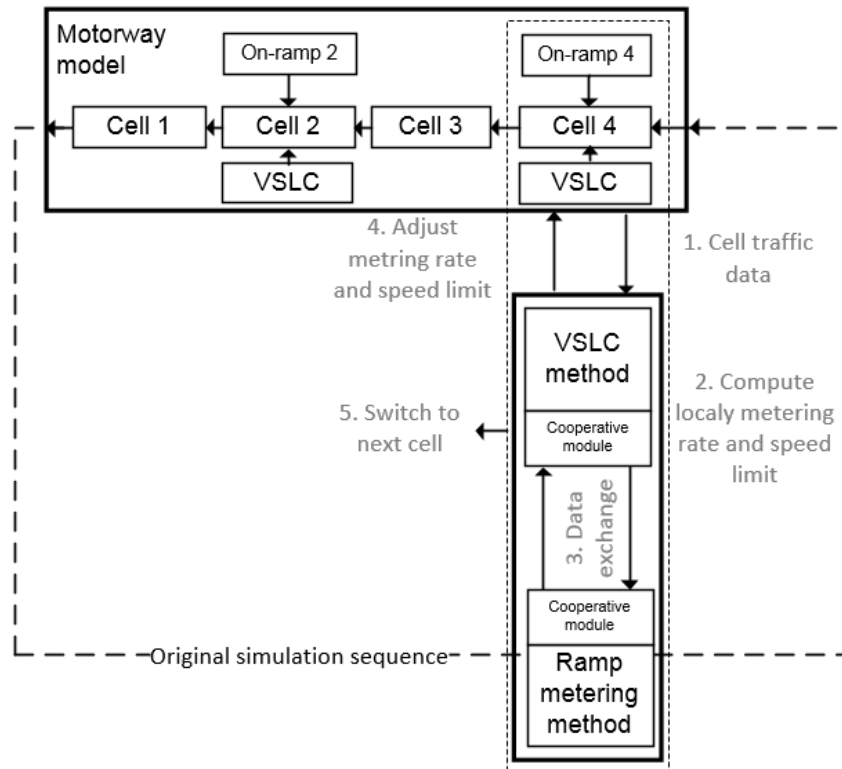 Motorway
model
On-ramp 2
On-ramp 4
Cell 1
Cell 2
Cell 3
Cell 4
VSLC
VSLC
4. Adjust
metring rate
and speed limit
1. Cell traffic
data
VSLC
method
Cooperative
module
2. Compute
localy metering
rate and speed
limit
5. Switch to
next cell
3. Data
exchange
Cooperative
module
Ramp
metering
method
Original simulation sequence